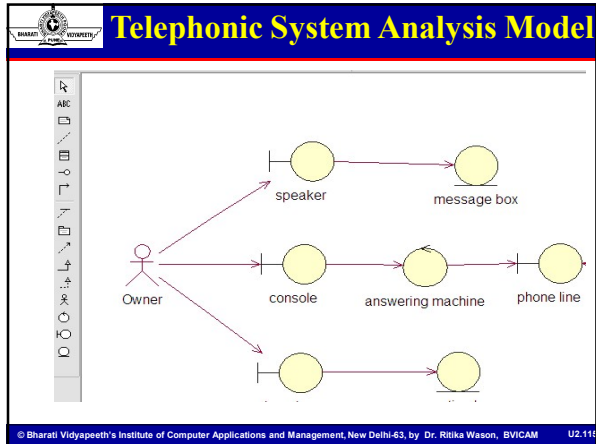 BHARATI VIDYAPEETH
PUNE
Telephonic System Analysis Model
ABC
speaker
message box
Owner
console
answering machine
phone line
© Bharati Vidyapeeth's Institute of Computer Applications and Management, New Delhi-63, by Dr. Ritika Wason, BVICAM U2.115